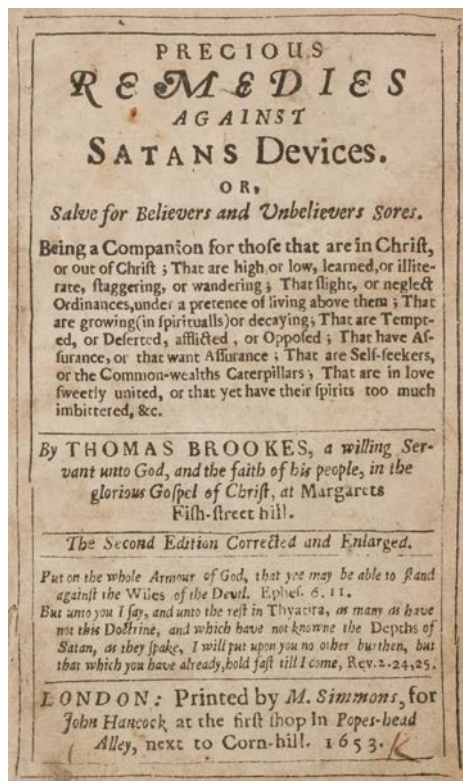 PRECIOUS
REMEDIES
AGAINST
SATANS Devices.
OR,
Salve for Believers and Unbelievers Sores.
Being a Companion for thoſe that are in Chriſt,
or out of Chriſt ; That are high or low, learned, or illite-
rate, ſtaggering, or wandering ; That ſlight, or neglect
Ordinances, under a pretence of living above them ; That
are growing (in ſpiritualls) or decaying ; That are Tempt-
ed, or Deſerted, afflicted , or Oppoſed ; That have Aſ-
ſurance, or that want Aſſurance ; That are Self-ſeekers,
or the Common-wealths Caterpillars ; That are in love
ſweetly united, or that yet have their ſpirits too much
imbittered, &c.
By THOMAS BROOKES, a willing Ser-
vant unto God, and the faith of his people, in the
glorious Goſpel of Chriſt, at Margarets
Fiſh-ſtreet hill.
The Second Edition Corrected and Enlarged.
Put on the whole Armour of God, that yee may be able to ſtand
againſt the Wiles of the Devil. Epheſ. 6. 11.
But unto you I ſay, and unto the reſt in Thyatira, as many as have
not this Doctrine, and which have not knowne the Depths of
Satan, as they ſpake, I will put upon you no other burthen, but
that which you have already, hold faſt till I come, Rev. 2. 24, 25.
LONDON: Printed by M. Simmons, for
John Hancock at the firſt ſhop in Popes-head
Alley, next to Corn-hill. 1653.